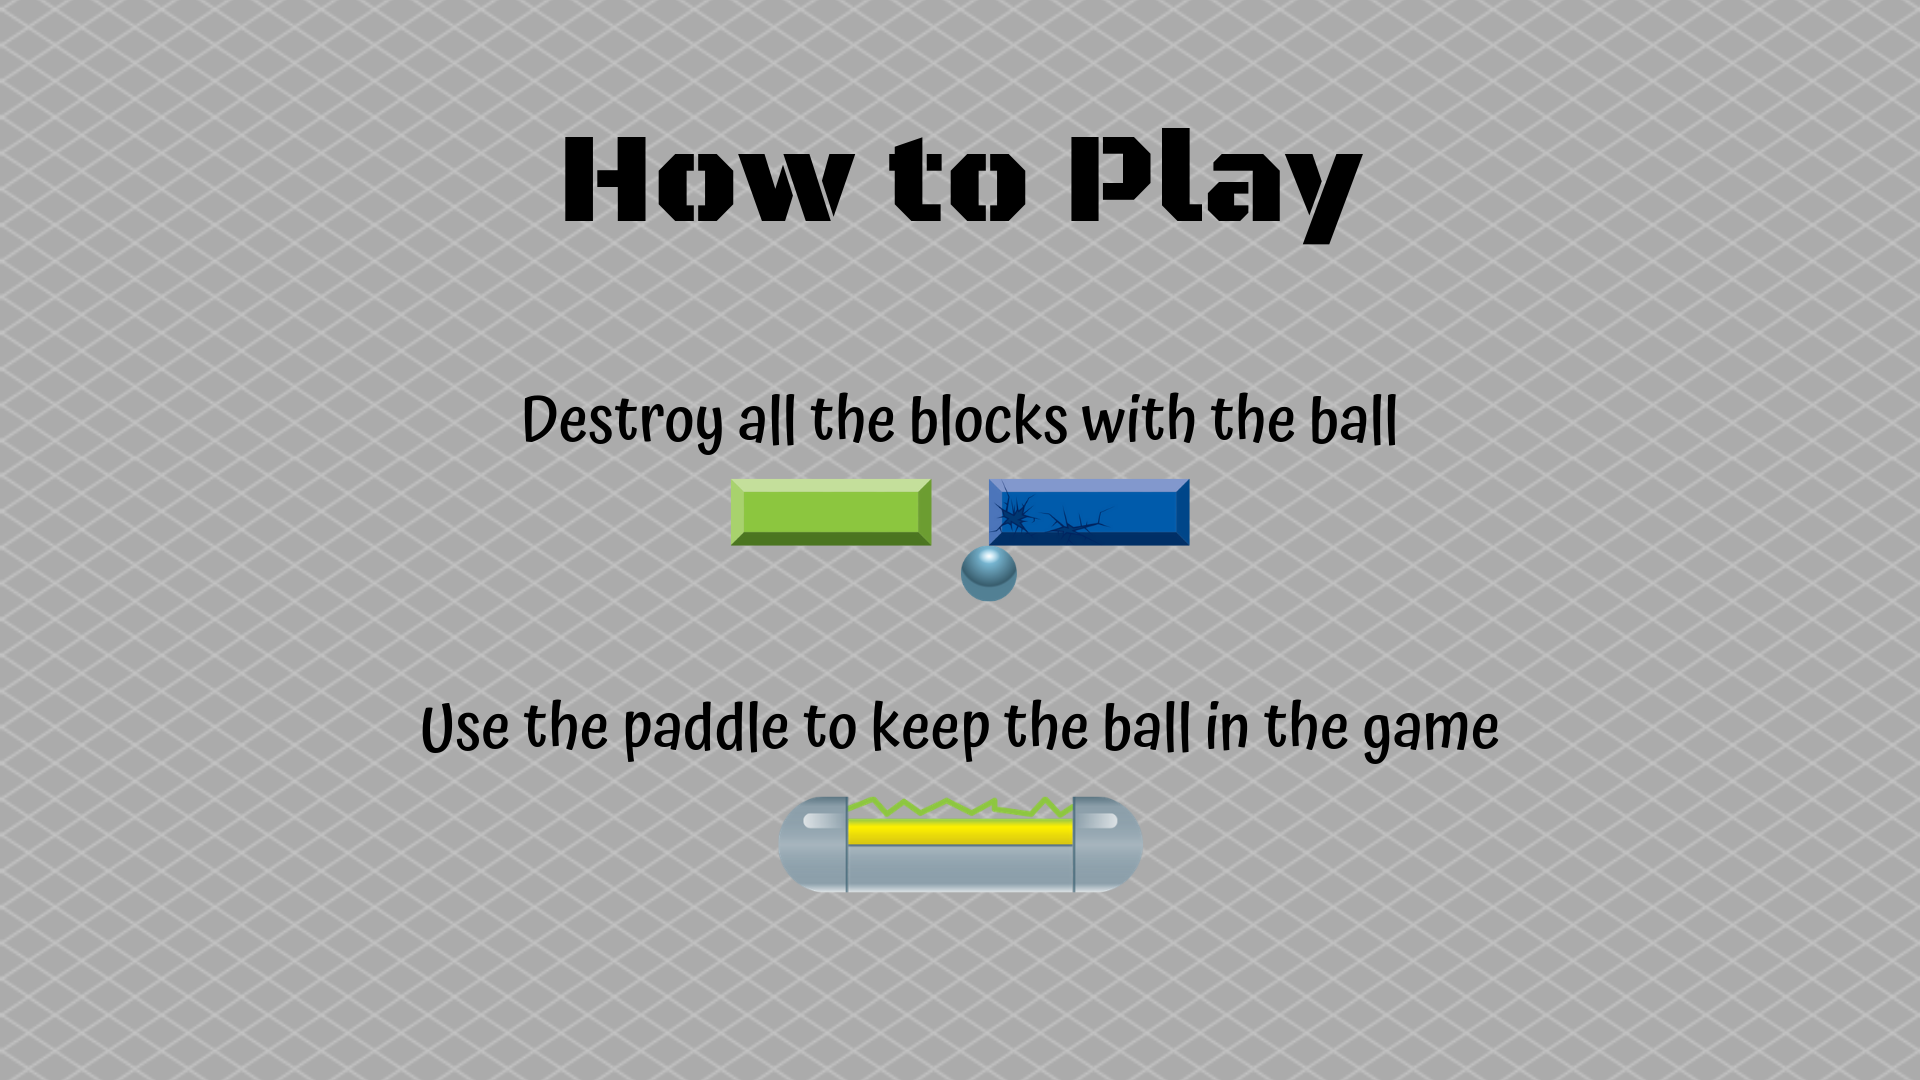 How to Play
Destroy all the blocks with the ball
Use the paddle to keep the ball in the game